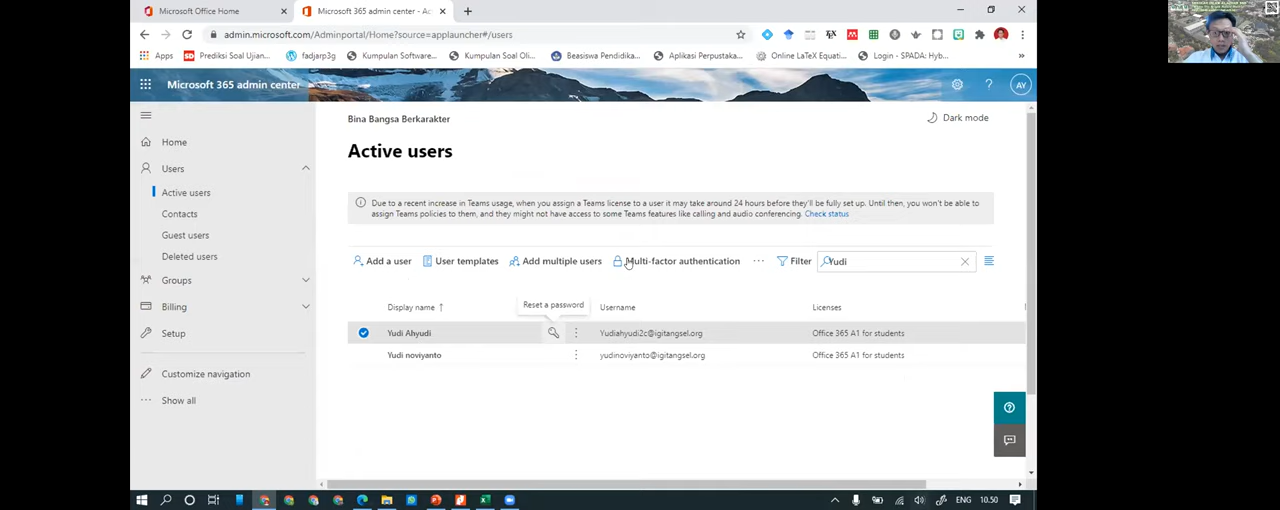 Microsoft Office Home
Microsoft 365 admin center - Ac
admin.microsoft.com/Adminportal/Home?source=applauncher#/users
Apps
Prediksi Soal Ujian...
fadjarp3g
Kumpulan Software...
Kumpulan Soal Oli...
Beasiswa Pendidika...
Aplikasi Perpustaka...
Online LaTeX Equati...
Login - SPADA: Hyb...
Microsoft 365 admin center
AY
Bina Bangsa Berkarakter
Dark mode
Home
Active users
Users
Active users
Contacts
Guest users
Deleted users
Groups
Billing
Setup
Customize navigation
Show all
Due to a recent increase in Teams usage, when you assign a Teams license to a user it may take around 24 hours before they'll be fully set up. Until then, you won't be able to
assign Teams policies to them, and they might not have access to some Teams features like calling and audio conferencing. Check status
Add a user
User templates
Add multiple users
Multi-factor authentication
Filter
Yudi
Reset a password
Display name
Username
Licenses
Yudi Ahyudi
Yudiahyudi2c@igitangsel.org
Office 365 A1 for students
Yudi noviyanto
yudinoviyanto@igitangsel.org
Office 365 A1 for students
ENG
10.50